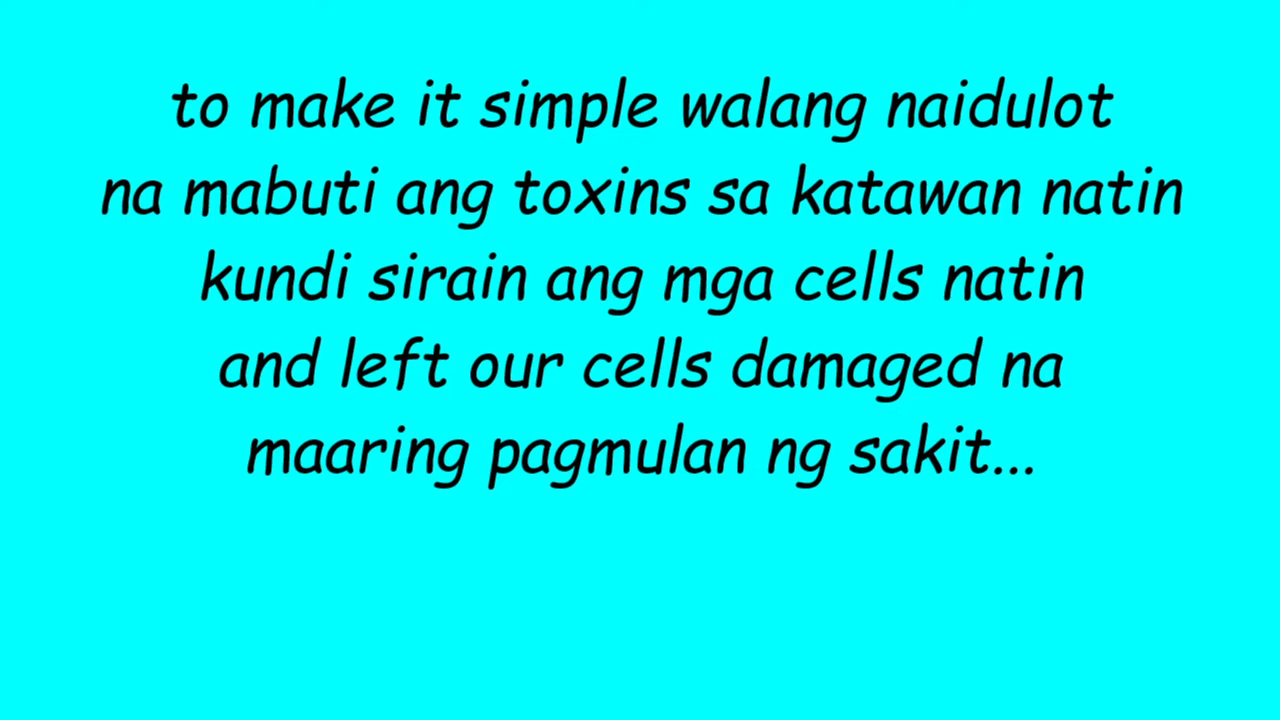 to make it simple walang naidulot
na mabuti ang toxins sa katawan natin
kundi sirain ang mga cells natin
and left our cells damaged na
maaring pagmulan ng sakit...